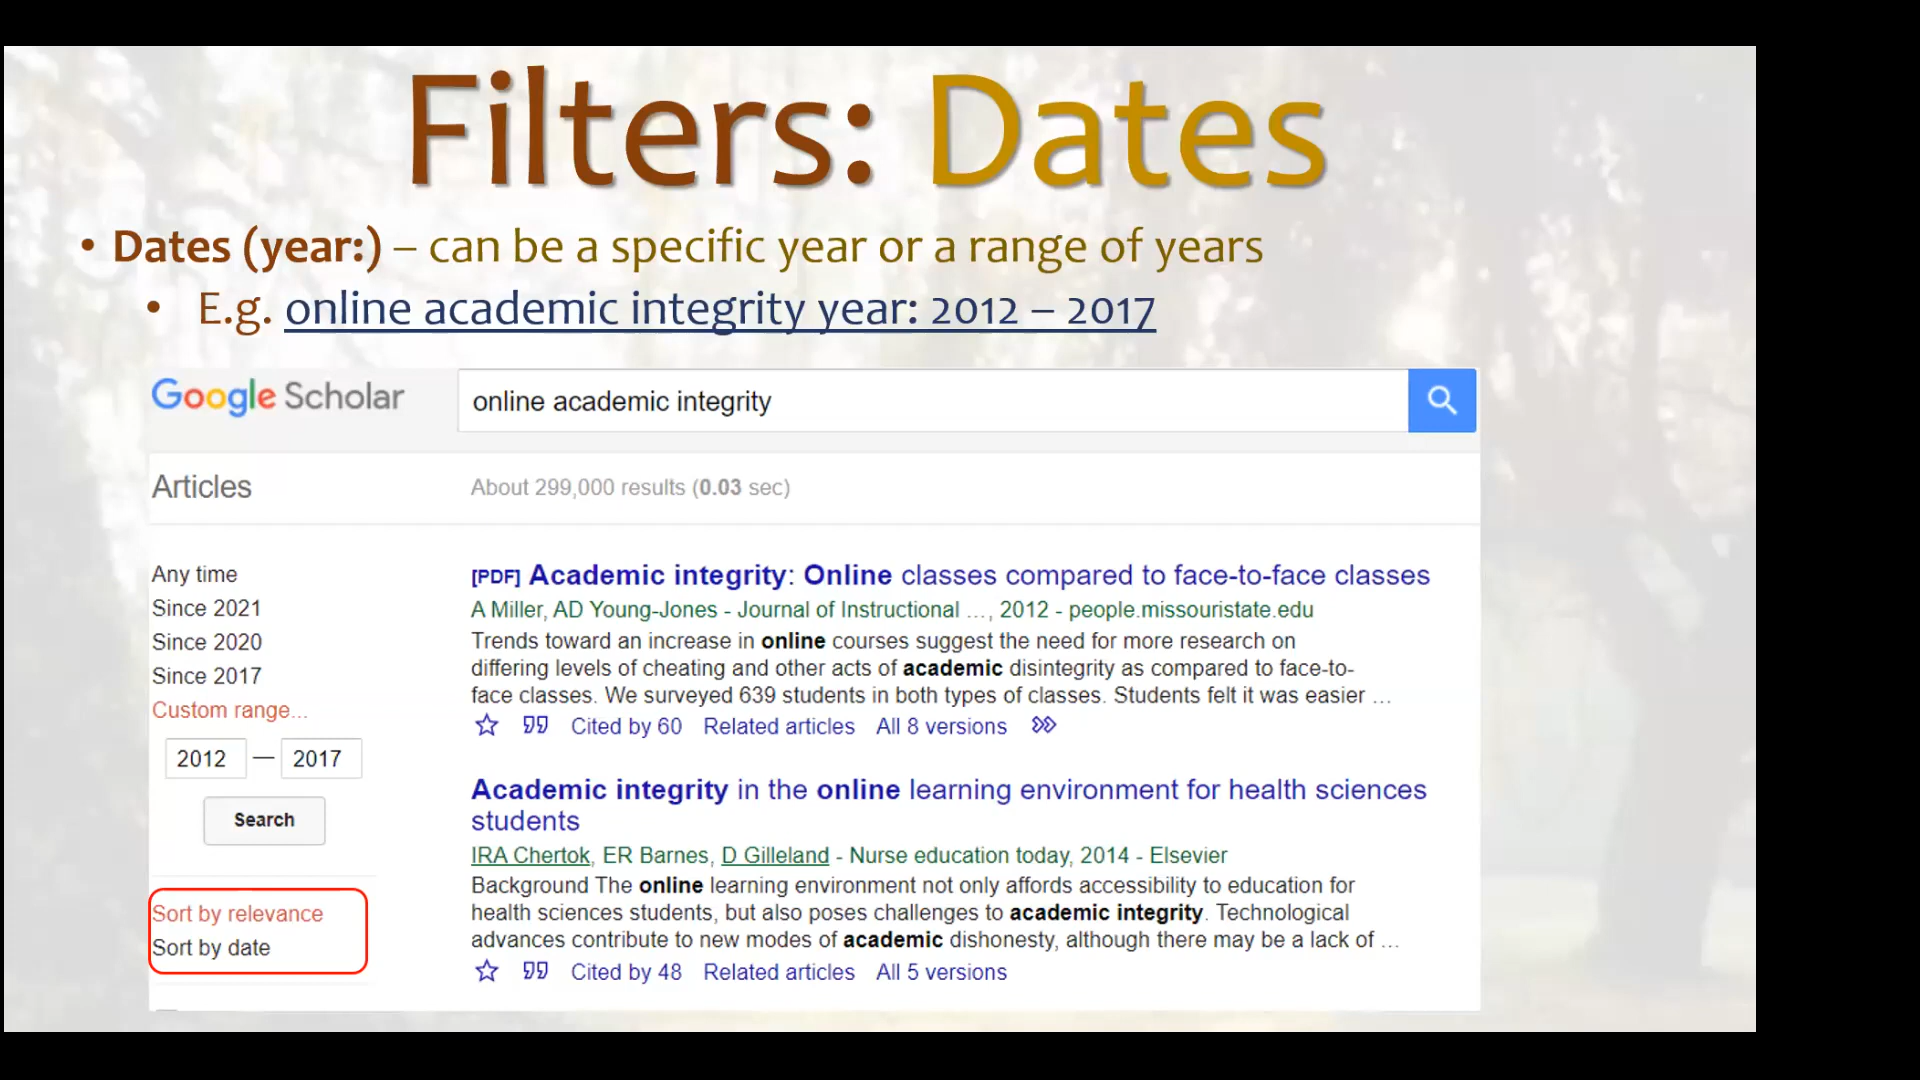 Filters: Dates
• Dates (year:) – can be a specific year or a range of years
• E.g. online academic integrity year: 2012 – 2017
Google Scholar
online academic integrity
Articles
About 299,000 results (0.03 sec)
Any time
Since 2021
Since 2020
Since 2017
Custom range...
2012 — 2017
Search
Sort by relevance
Sort by date
[PDF] Academic integrity: Online classes compared to face-to-face classes
A Miller, AD Young-Jones - Journal of Instructional …, 2012 - people.missouristate.edu
Trends toward an increase in online courses suggest the need for more research on
differing levels of cheating and other acts of academic disintegrity as compared to face-to-
face classes. We surveyed 639 students in both types of classes. Students felt it was easier …
Cited by 60 Related articles All 8 versions
Academic integrity in the online learning environment for health sciences
students
IRA Chertok, ER Barnes, D Gilleland - Nurse education today, 2014 - Elsevier
Background The online learning environment not only affords accessibility to education for
health sciences students, but also poses challenges to academic integrity. Technological
advances contribute to new modes of academic dishonesty, although there may be a lack of …
Cited by 48 Related articles All 5 versions